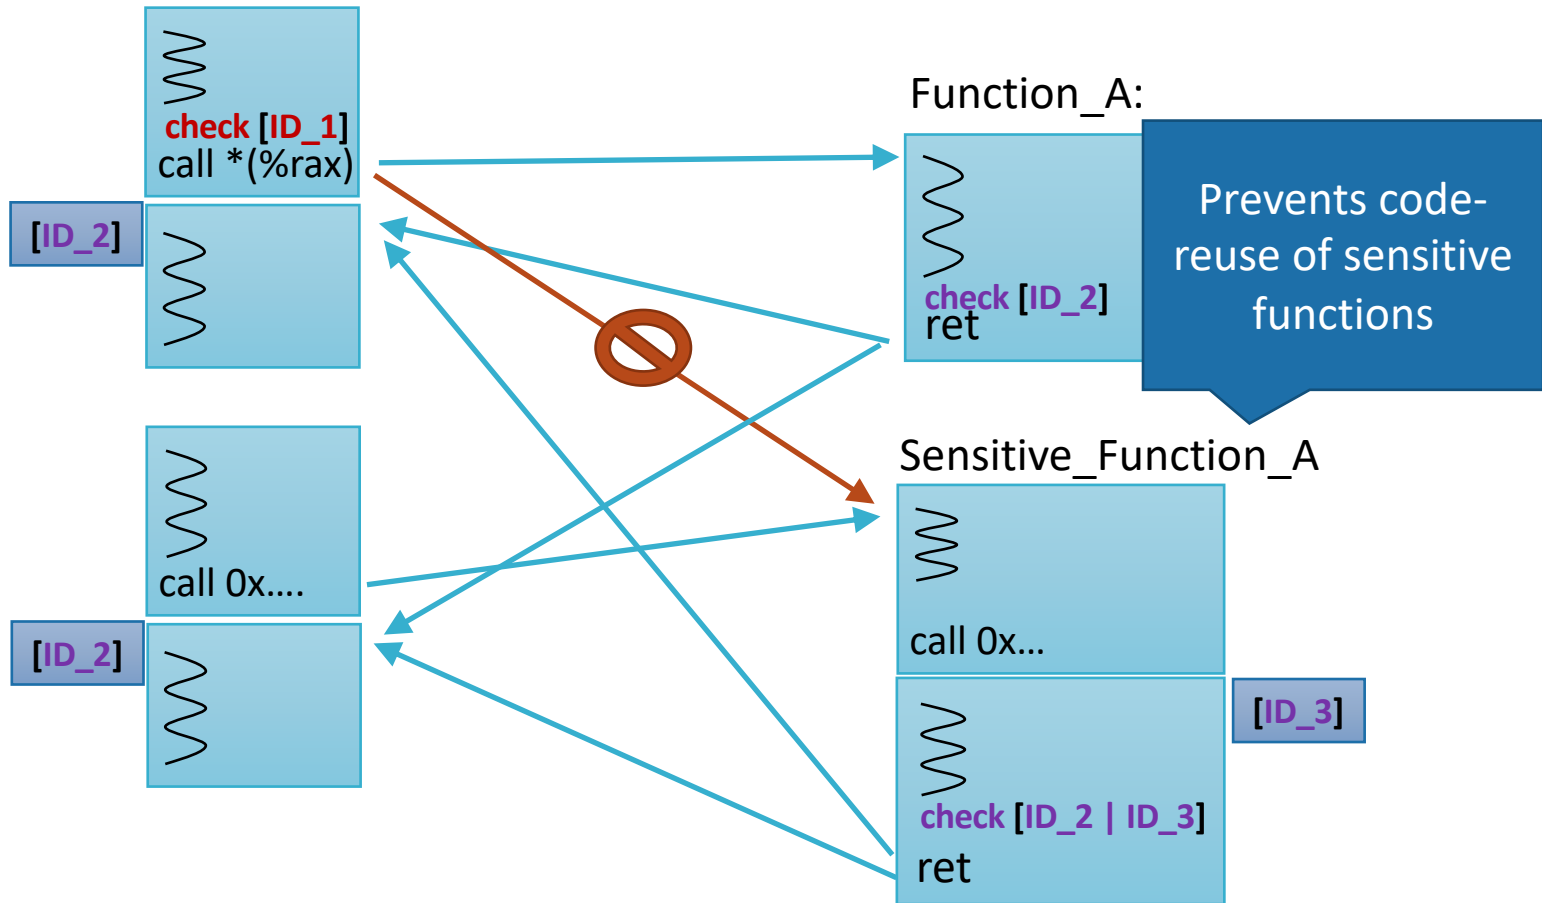 check [ID_1]
call *(%rax)
[ID_2]
Function_A:
check [ID_2]
ret
Prevents code-
reuse of sensitive
functions
call 0x....
[ID_2]
Sensitive_Function_A
call 0x...
[ID_3]
check [ID_2 | ID_3]
ret